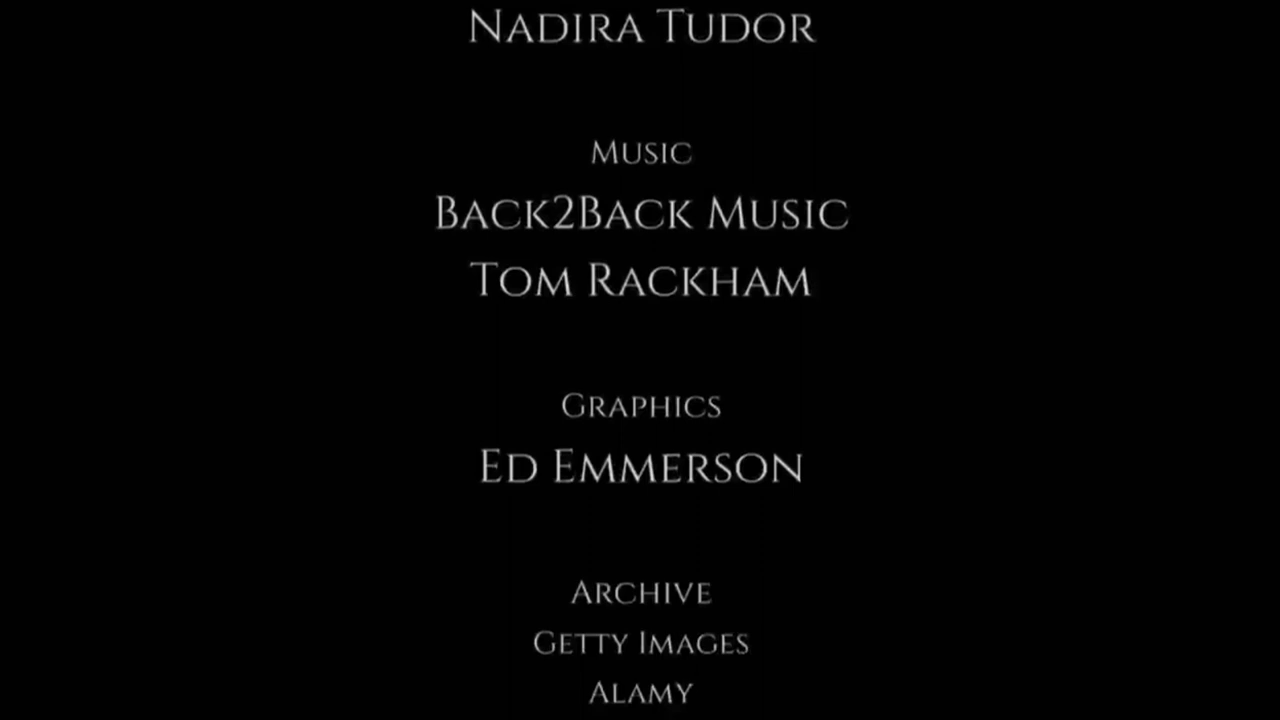 Nadira Tudor
Music
Back2Back Music
Tom Rackham
Graphics
Ed Emmerson
Archive
Getty Images
Alamy